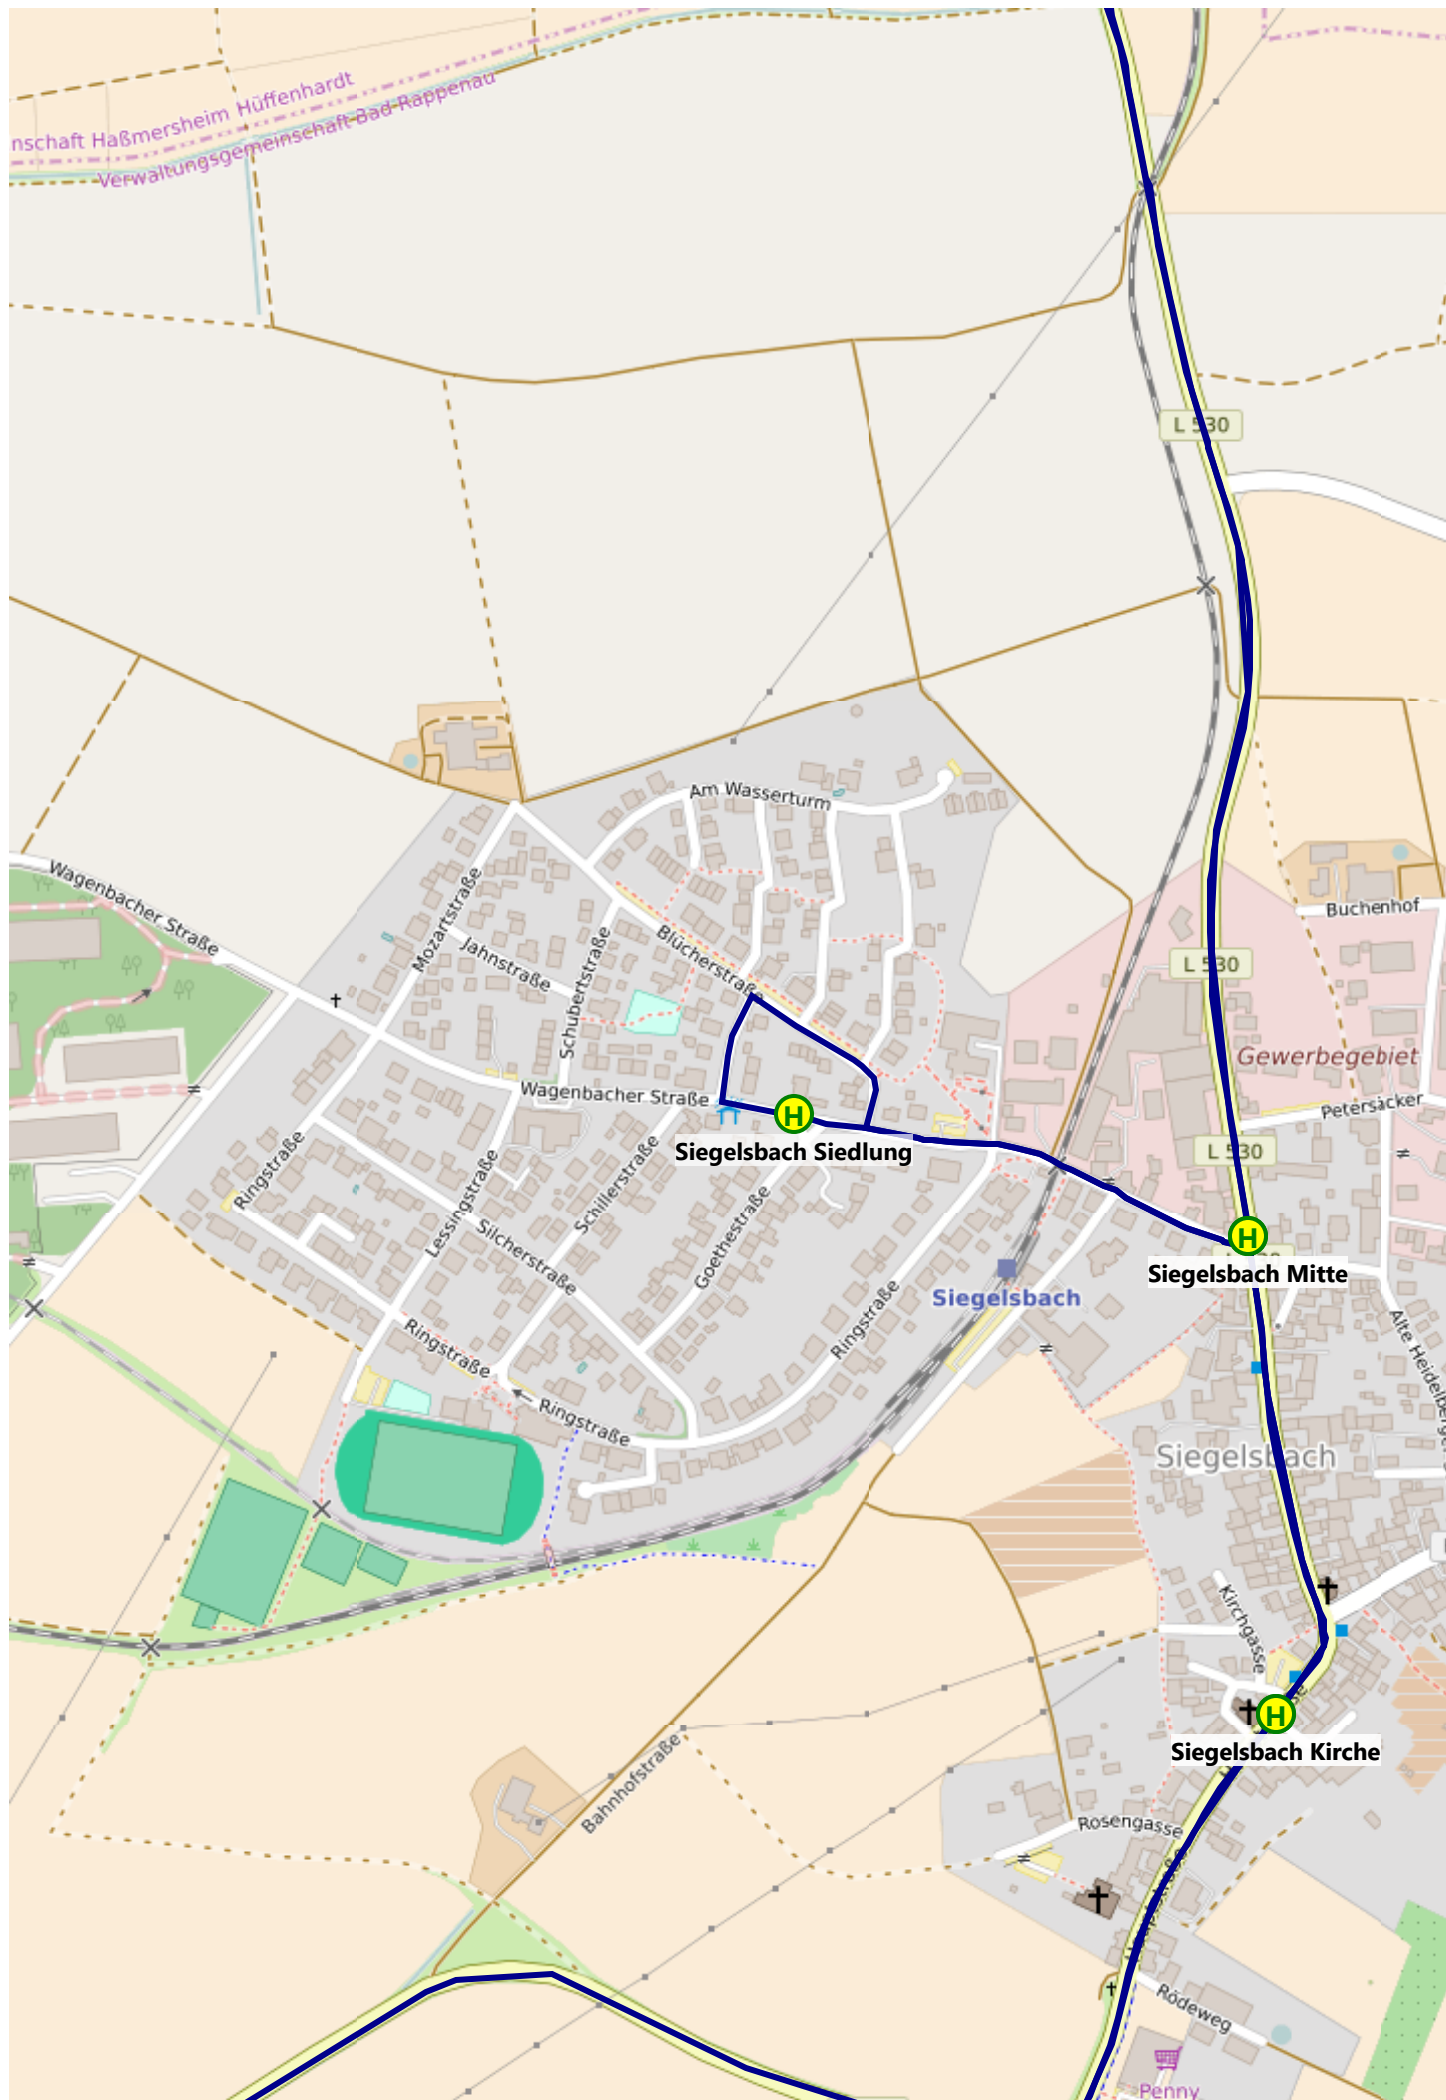 nschaft Haßmersheim Hüffenhardt
Verwaltungsgemeinschaft Bad Rappenau
L 530
Am Wasserturm
Wagenbacher Straße
Mozartstraße
Jahnstraße
Schubertstraße
Blücherstraße
Buchenhof
L 530
Gewerbegebiet
Petersäcker
Wagenbacher Straße
H
Siegelsbach Siedlung
L 530
Ringstraße
Lessingstraße
Schillerstraße
Silcherstraße
Goethestraße
H
Siegelsbach Mitte
Siegelsbach
Ringstraße
Ringstraße
Ringstraße
Alte Heidelberge
Siegelsbach
Kirchgasse
H
Siegelsbach Kirche
Bahnhofstraße
Rosengasse
Hauptstraße
Rödeweg
Penny